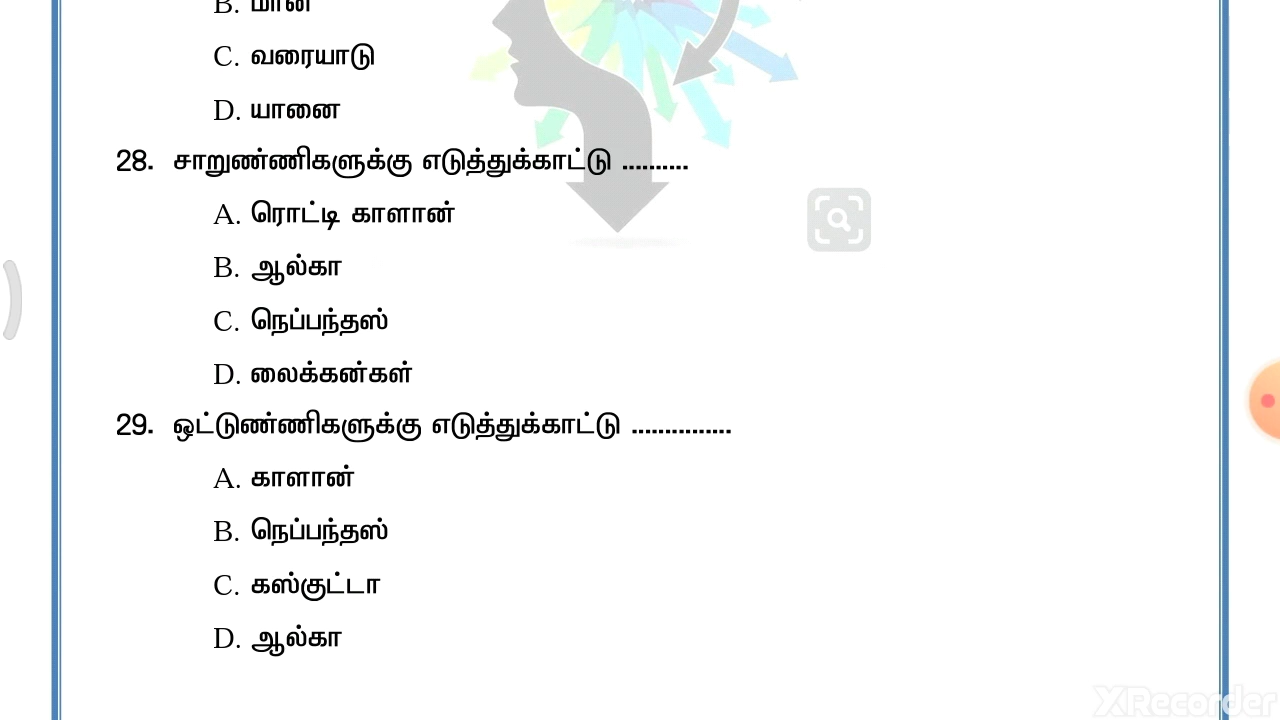 B. மான்
C. வரையாடு
D. யானை
28. சாறுண்ணிகளுக்கு எடுத்துக்காட்டு ..........
A. ரொட்டி காளான்
B. ஆல்கா
C. நெப்பந்தஸ்
D. லைக்கன்கள்
29. ஒட்டுண்ணிகளுக்கு எடுத்துக்காட்டு ...............
A. காளான்
B. நெப்பந்தஸ்
C. கஸ்குட்டா
D. ஆல்கா
XRecorder